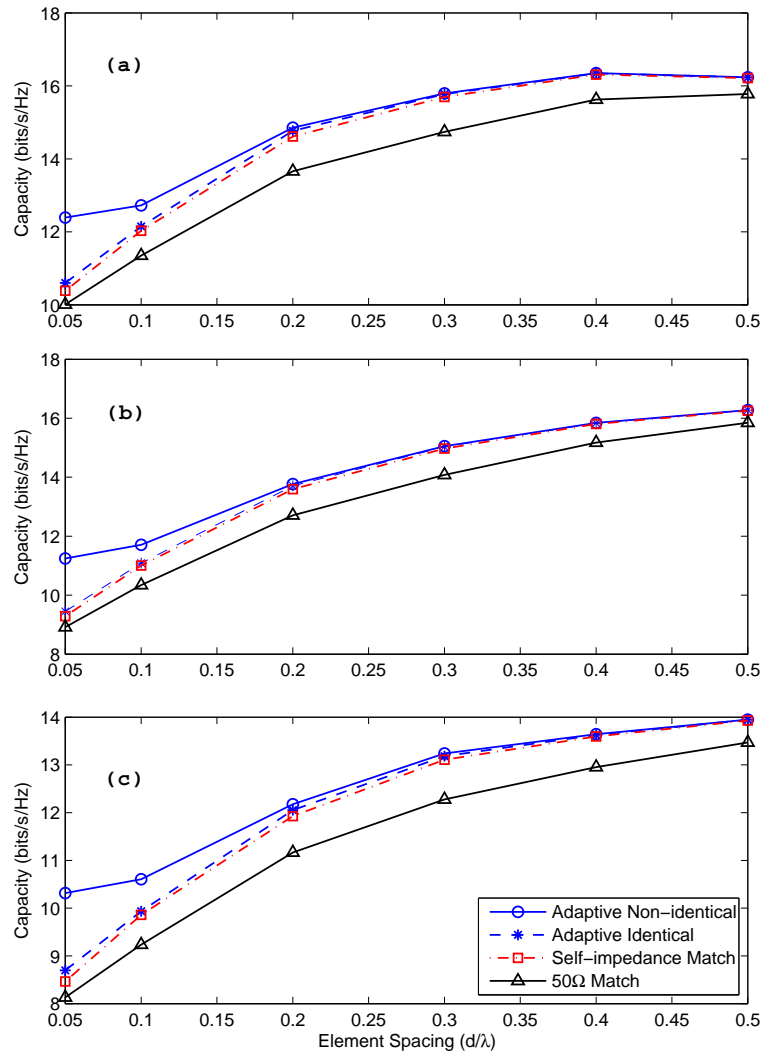 18
16
14
12
10
Capacity (bits/s/Hz)
(a)
0.05 0.1 0.15 0.2 0.25 0.3 0.35 0.4 0.45 0.5
18
16
14
12
10
8
Capacity (bits/s/Hz)
(b)
0.05 0.1 0.15 0.2 0.25 0.3 0.35 0.4 0.45 0.5
14
13
12
11
10
9
8
Capacity (bits/s/Hz)
(c)
Adaptive Non−identical
Adaptive Identical
Self−impedance Match
50Ω Match
0.05 0.1 0.15 0.2 0.25 0.3 0.35 0.4 0.45 0.5
Element Spacing (d/λ)